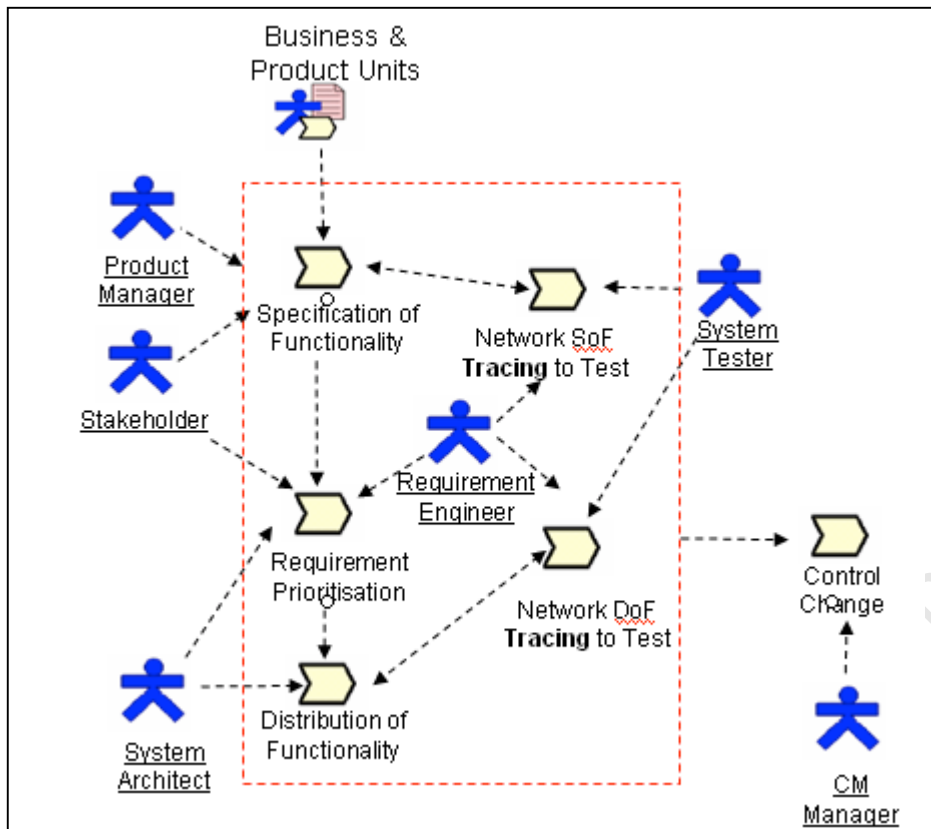 Business &
Product Units
Product
Manager
Specification of
Functionality
Network SoF
Tracing to Test
System
Tester
Stakeholder
Requirement
Engineer
Requirement
Prioritisation
Network DoF
Tracing to Test
Control
Change
Distribution of
Functionality
System
Architect
CM
Manager